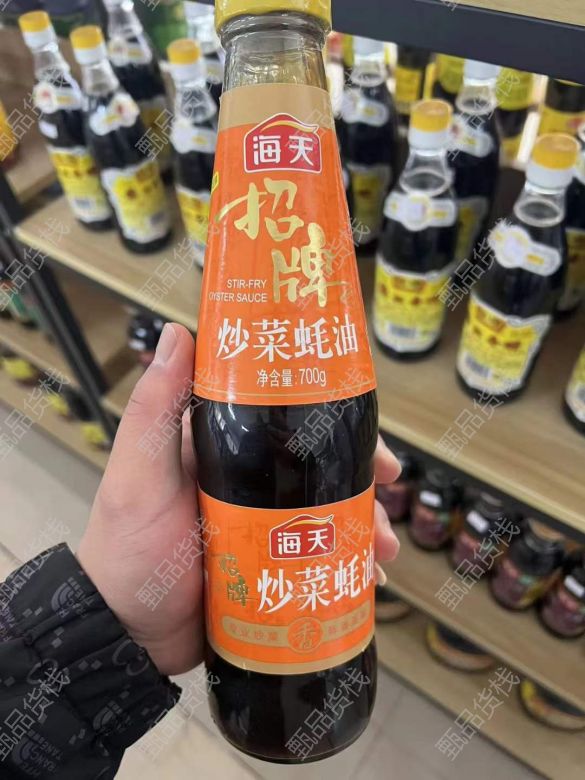 海天
招牌
STIR-FRY
OYSTER SAUCE
炒菜蚝油
净含量:700g
海天
招牌
炒菜蚝油
香
甄品货栈